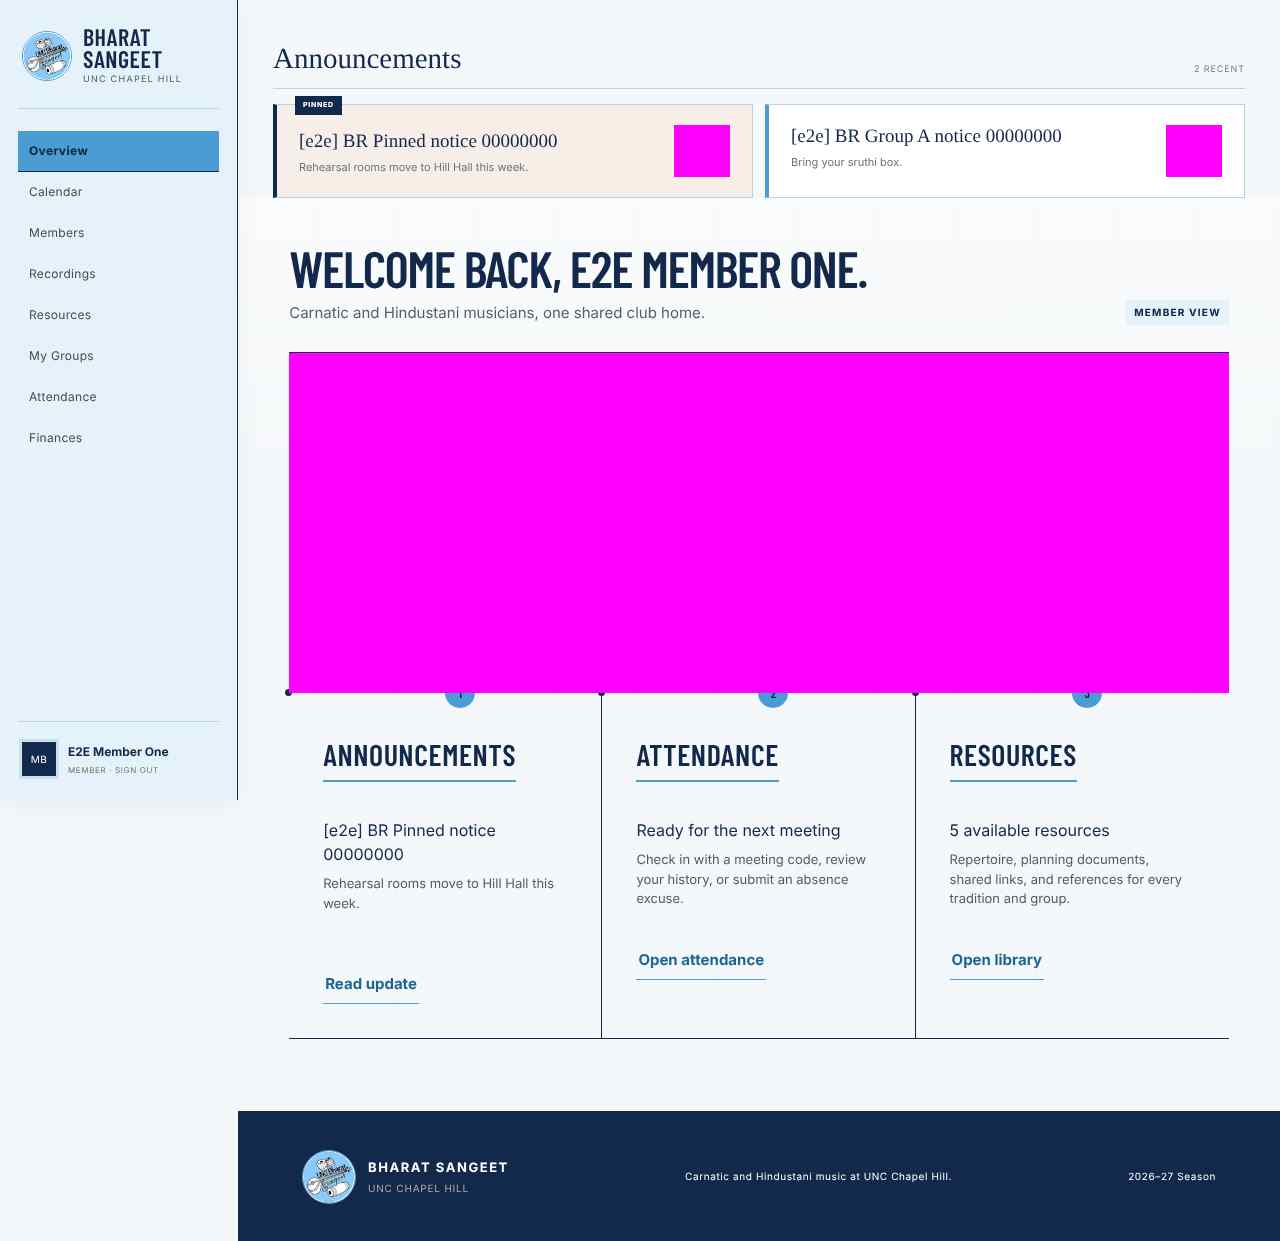 BHARAT
SANGEET
UNC CHAPEL HILL
Overview
Calendar
Members
Recordings
Resources
My Groups
Attendance
Finances
MB
E2E Member One
MEMBER · SIGN OUT
Announcements
2 RECENT
PINNED
[e2e] BR Pinned notice 00000000
Rehearsal rooms move to Hill Hall this week.
[e2e] BR Group A notice 00000000
Bring your sruthi box.
WELCOME BACK, E2E MEMBER ONE.
Carnatic and Hindustani musicians, one shared club home.
MEMBER VIEW
ANNOUNCEMENTS
[e2e] BR Pinned notice
00000000
Rehearsal rooms move to Hill Hall this
week.
Read update
ATTENDANCE
Ready for the next meeting
Check in with a meeting code, review
your history, or submit an absence
excuse.
Open attendance
RESOURCES
5 available resources
Repertoire, planning documents,
shared links, and references for every
tradition and group.
Open library
BHARAT SANGEET
UNC CHAPEL HILL
Carnatic and Hindustani music at UNC Chapel Hill.
2026–27 Season